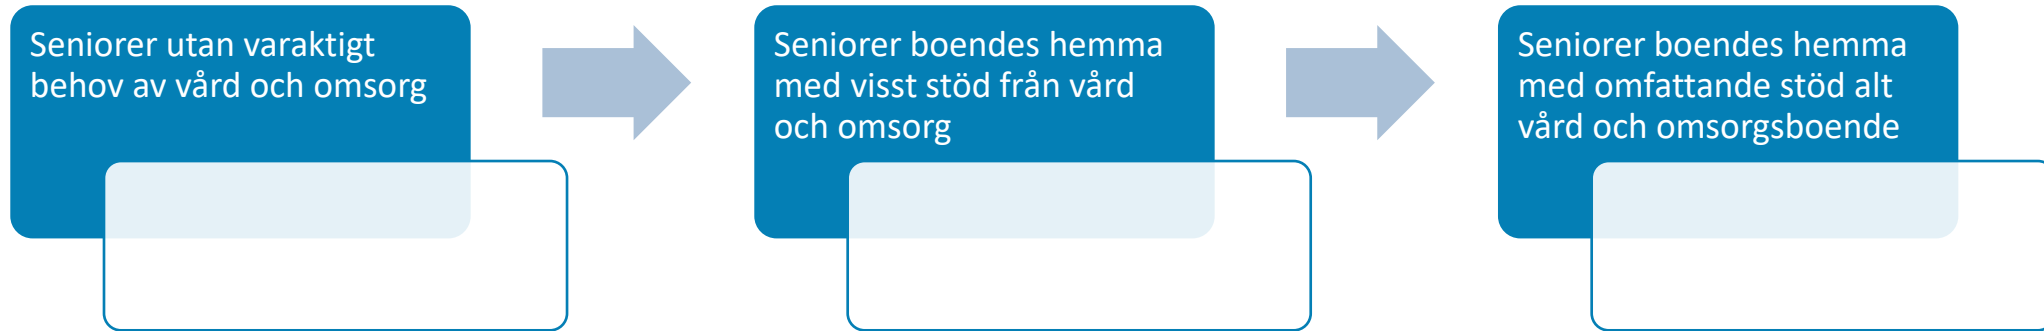 Seniorer utan varaktigt
behov av vård och omsorg
Seniorer boendes hemma
med visst stöd från vård
och omsorg
Seniorer boendes hemma
med omfattande stöd alt
vård och omsorgsboende